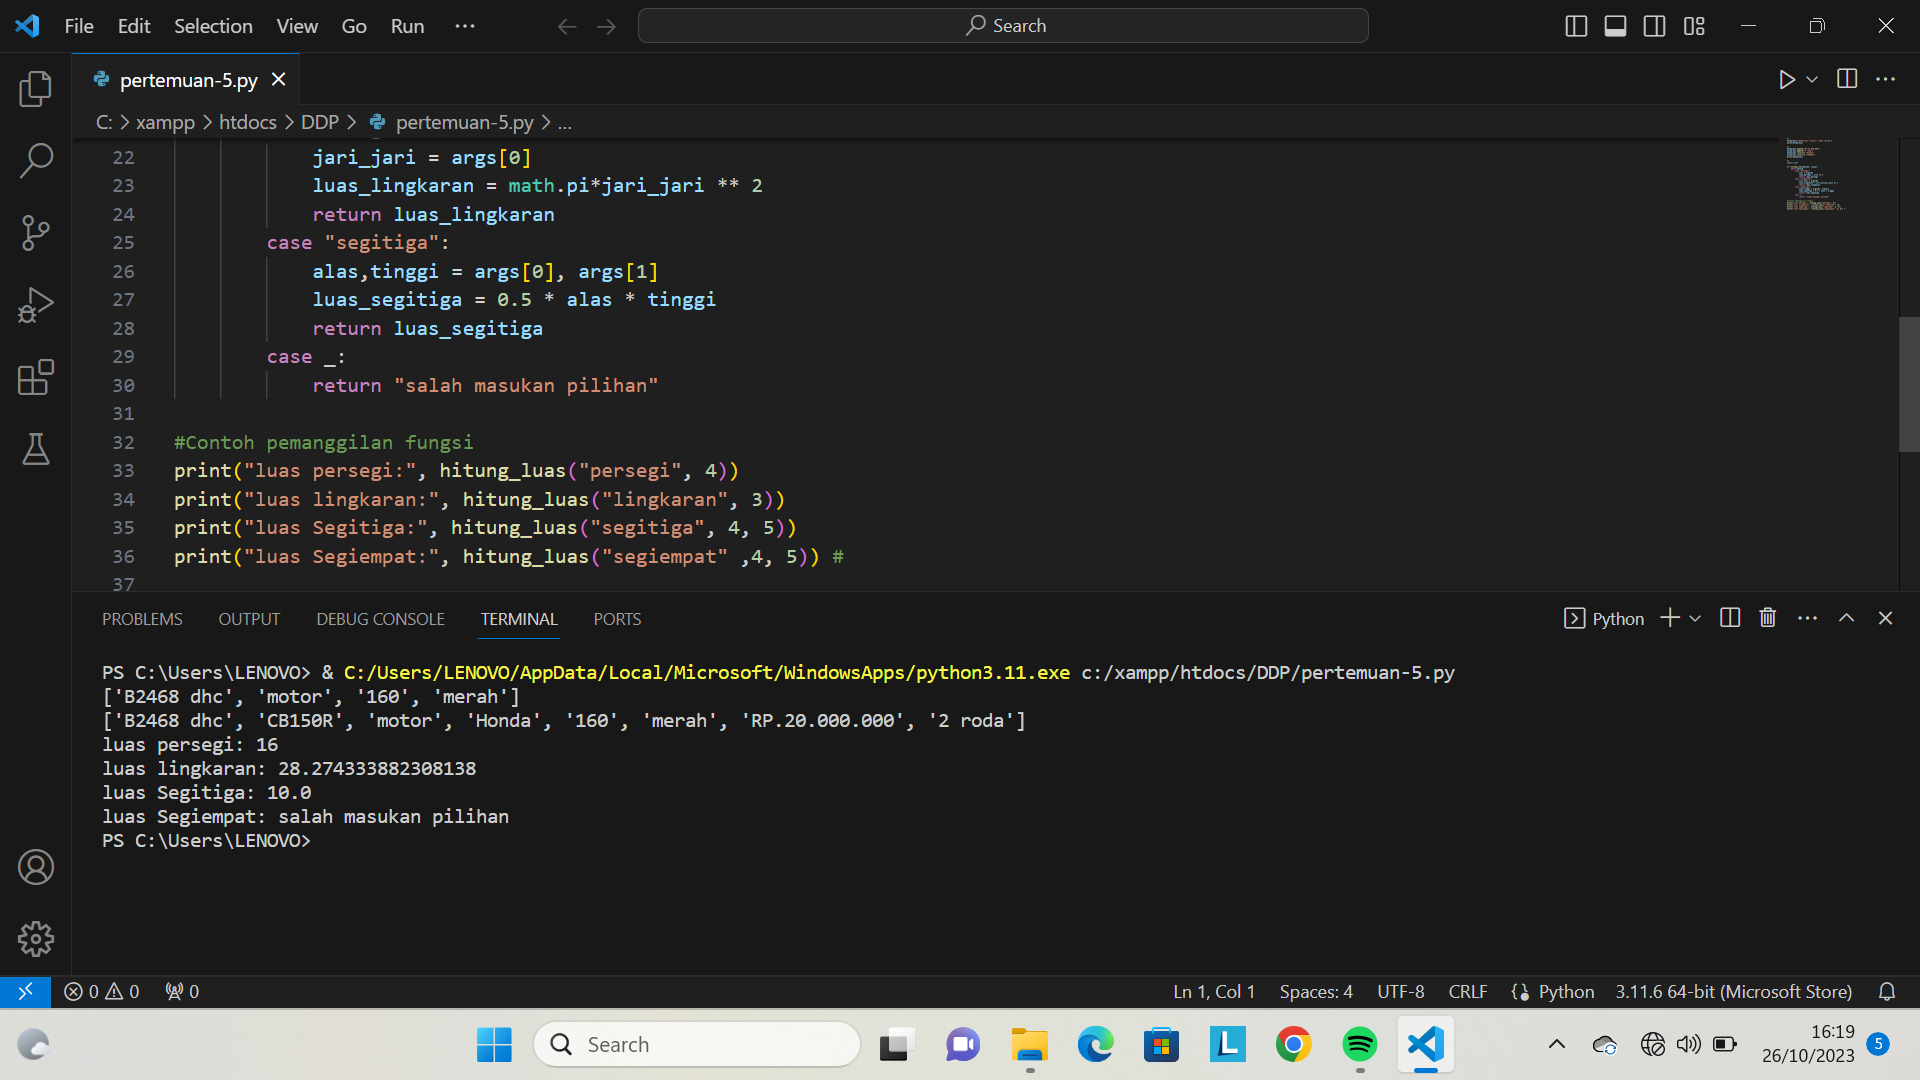 File Edit Selection View Go Run ··· Search
pertemuan-5.py
C: > xampp > htdocs > DDP > pertemuan-5.py > ...
22 jari_jari = args[0]
23 luas_lingkaran = math.pi*jari_jari ** 2
24 return luas_lingkaran
25 case "segitiga":
26 alas,tinggi = args[0], args[1]
27 luas_segitiga = 0.5 * alas * tinggi
28 return luas_segitiga
29 case _:
30 return "salah masukan pilihan"
31
32 #Contoh pemanggilan fungsi
33 print("luas persegi:", hitung_luas("persegi", 4))
34 print("luas lingkaran:", hitung_luas("lingkaran", 3))
35 print("luas Segitiga:", hitung_luas("segitiga", 4, 5))
36 print("luas Segiempat:", hitung_luas("segiempat" ,4, 5)) #
37
PROBLEMS OUTPUT DEBUG CONSOLE TERMINAL PORTS Python
PS C:\Users\LENOVO> & C:/Users/LENOVO/AppData/Local/Microsoft/WindowsApps/python3.11.exe c:/xampp/htdocs/DDP/pertemuan-5.py
['B2468 dhc', 'motor', '160', 'merah']
['B2468 dhc', 'CB150R', 'motor', 'Honda', '160', 'merah', 'RP.20.000.000', '2 roda']
luas persegi: 16
luas lingkaran: 28.274333882308138
luas Segitiga: 10.0
luas Segiempat: salah masukan pilihan
PS C:\Users\LENOVO>
0 0 0 Ln 1, Col 1 Spaces: 4 UTF-8 CRLF Python 3.11.6 64-bit (Microsoft Store)
Search L 16:19 5
26/10/2023